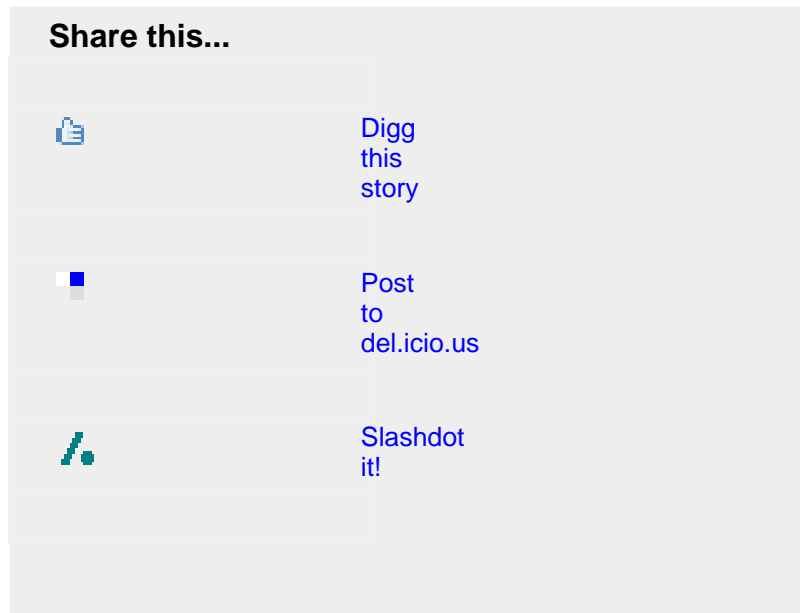 Share this...
Digg
this
story
Post
to
del.icio.us
Slashdot
it!